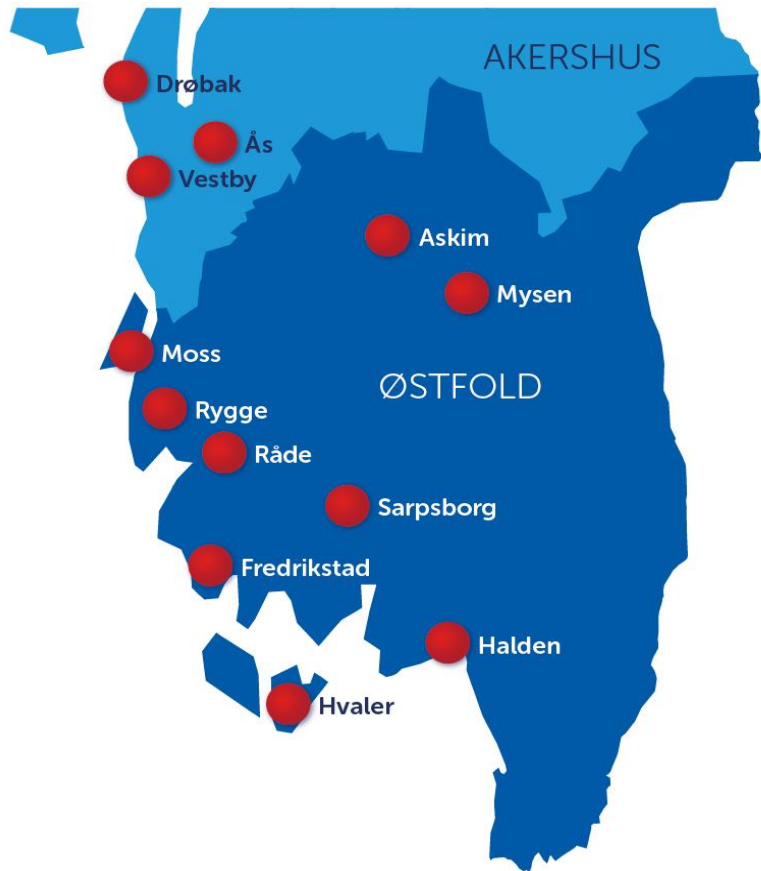 AKERSHUS
Drøbak
Ås
Vestby
Askim
Mysen
Moss
ØSTFOLD
Rygge
Råde
Sarpsborg
Fredrikstad
Halden
Hvaler